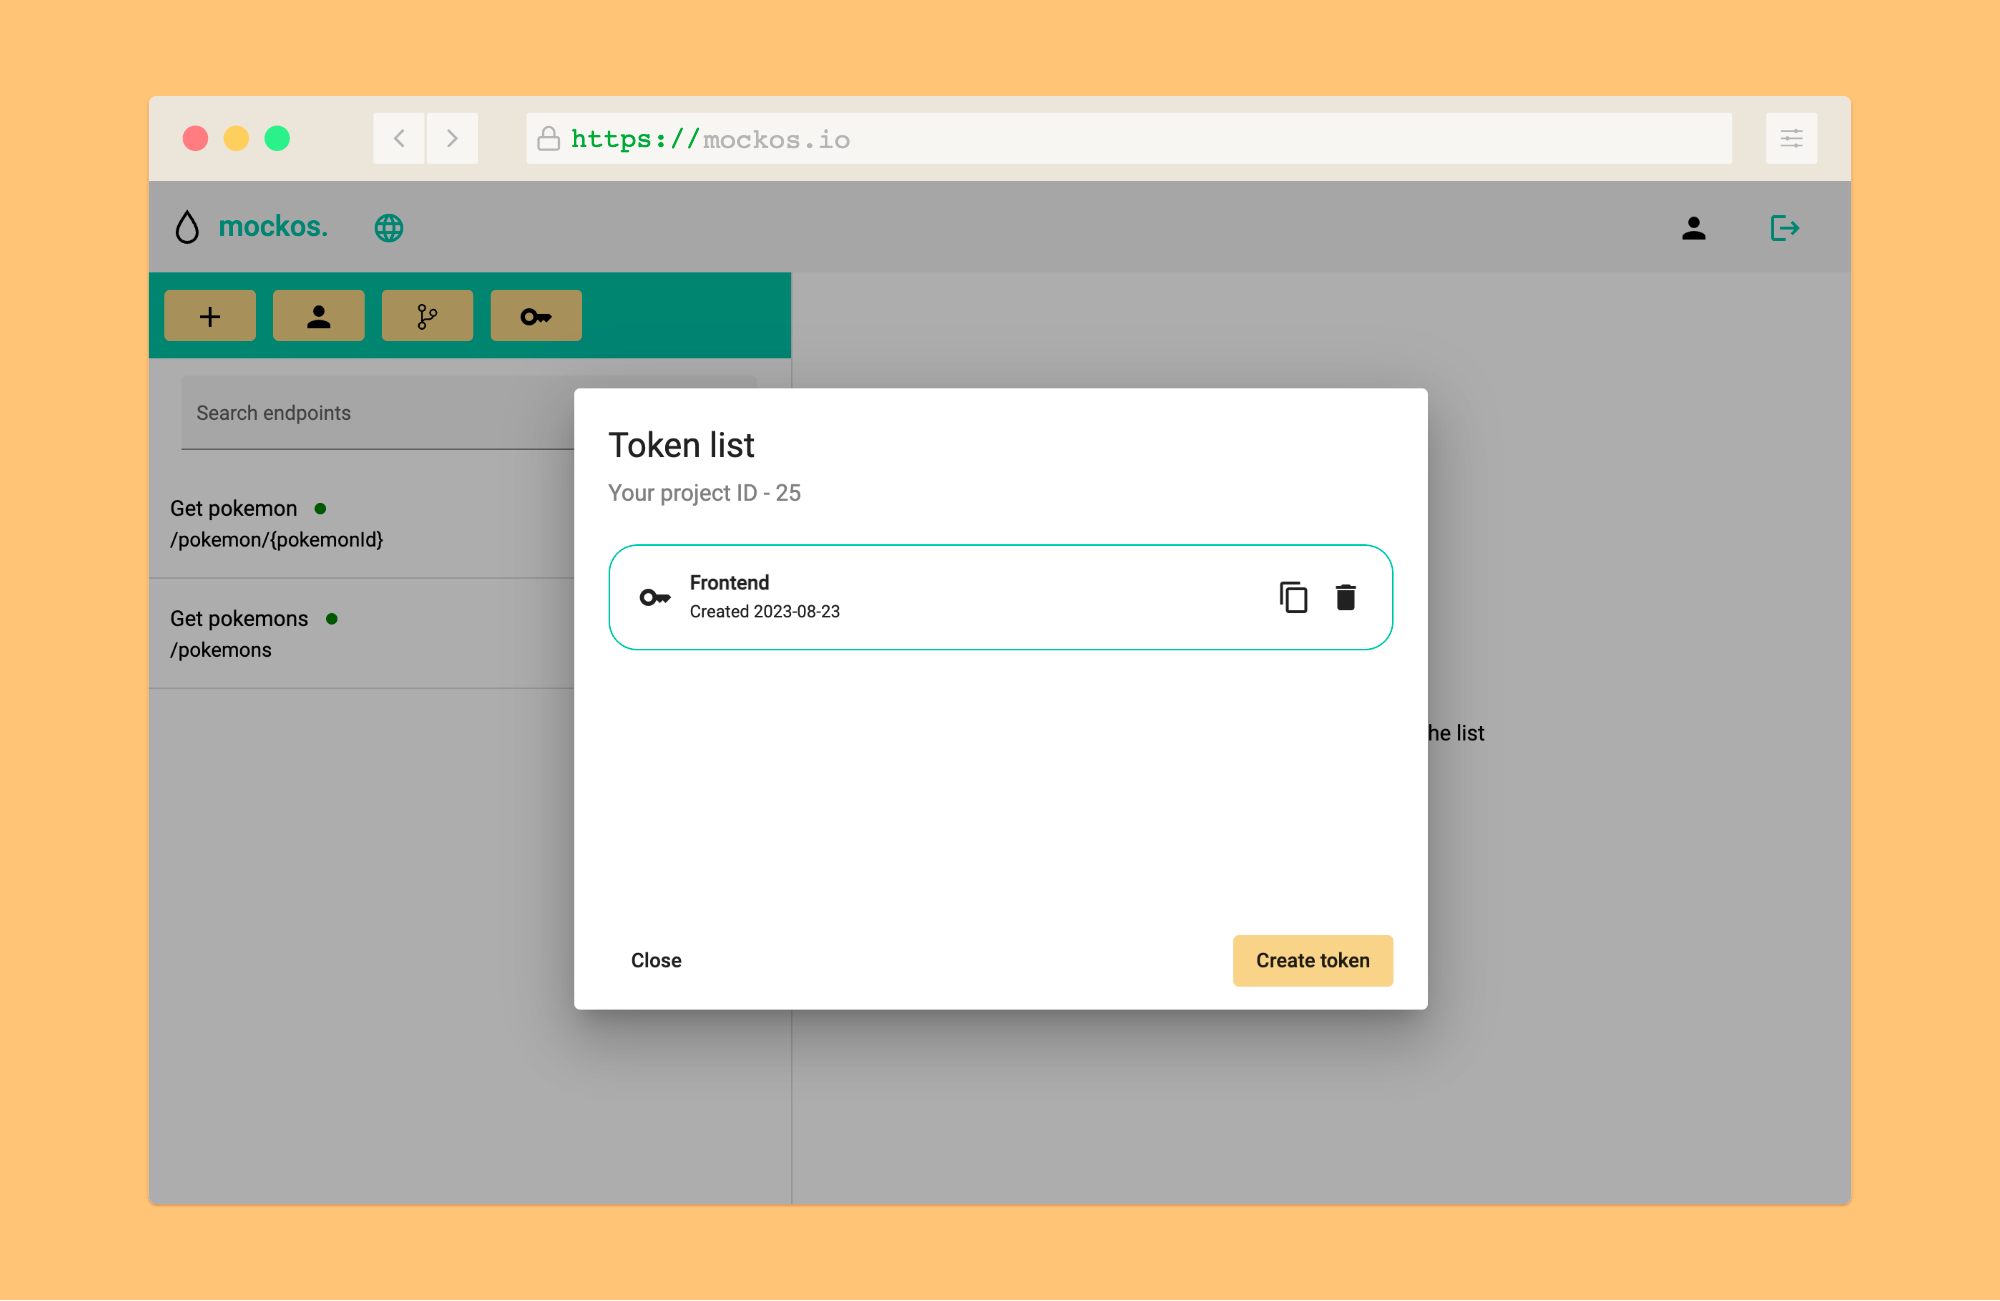 https://mockos.io
mockos.
Search endpoints
Get pokemon
/pokemon/{pokemonId}
Get pokemons
/pokemons
Token list
Your project ID - 25
Frontend
Created 2023-08-23
he list
Close
Create token